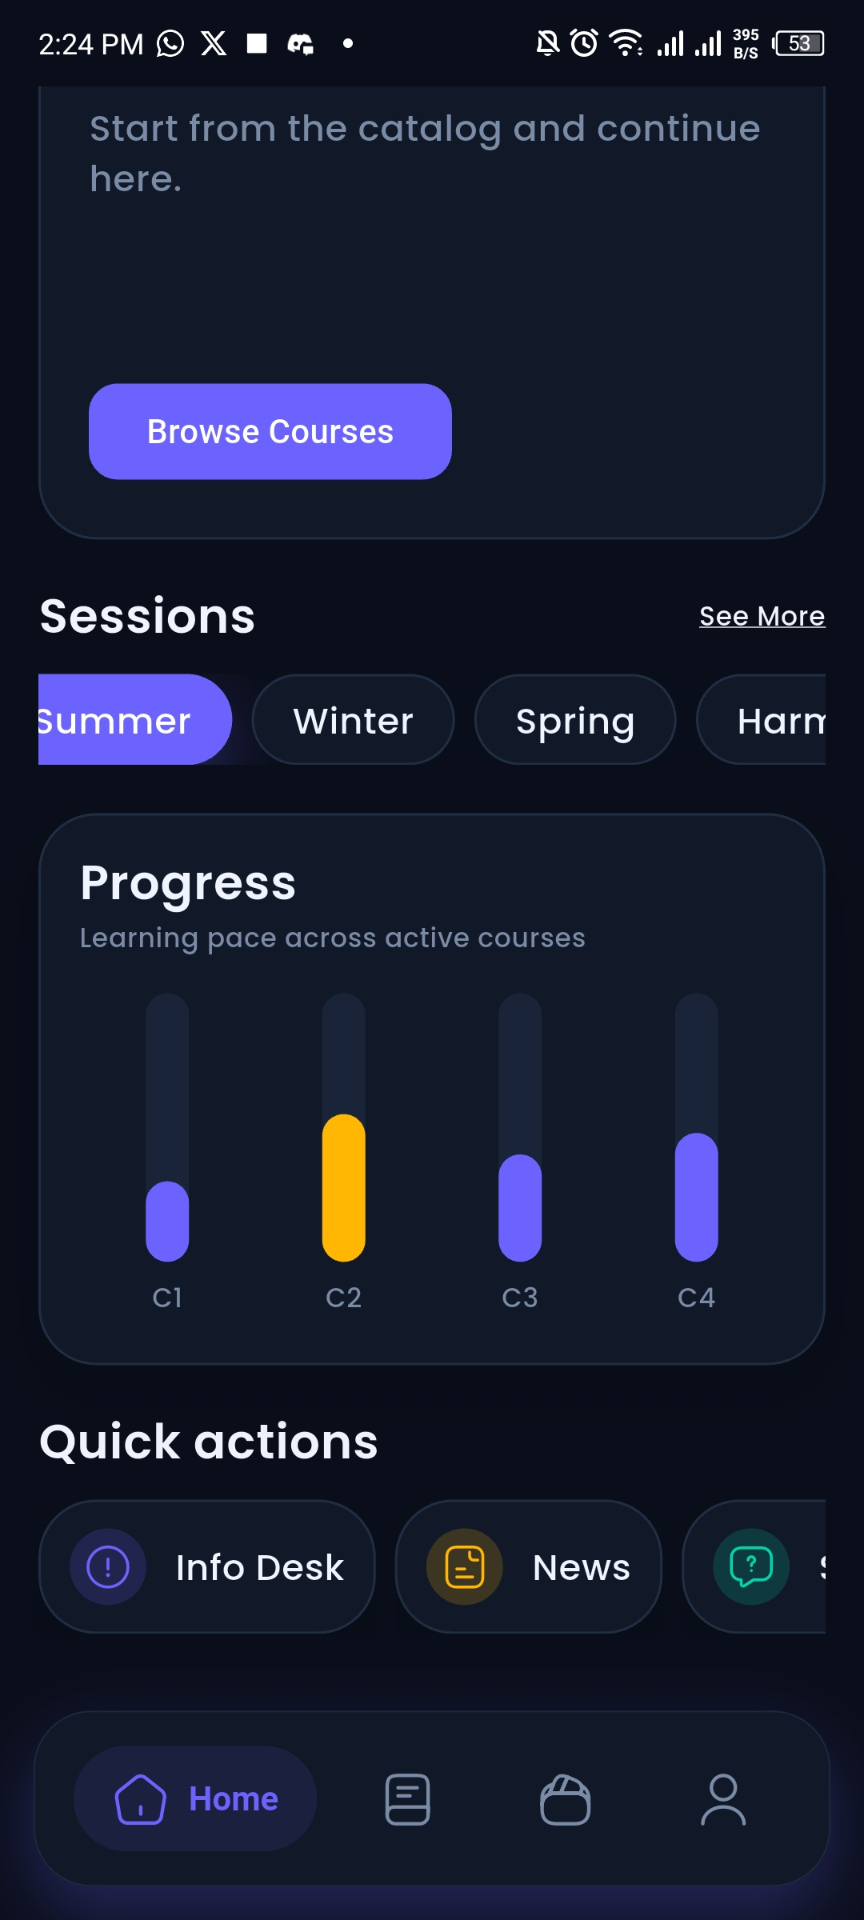 2:24 PM
395
B/S
53
Start from the catalog and continue
here.
Browse Courses
Sessions
See More
Summer
Winter
Spring
Harm
Progress
Learning pace across active courses
C1
C2
C3
C4
Quick actions
Info Desk
News
Home